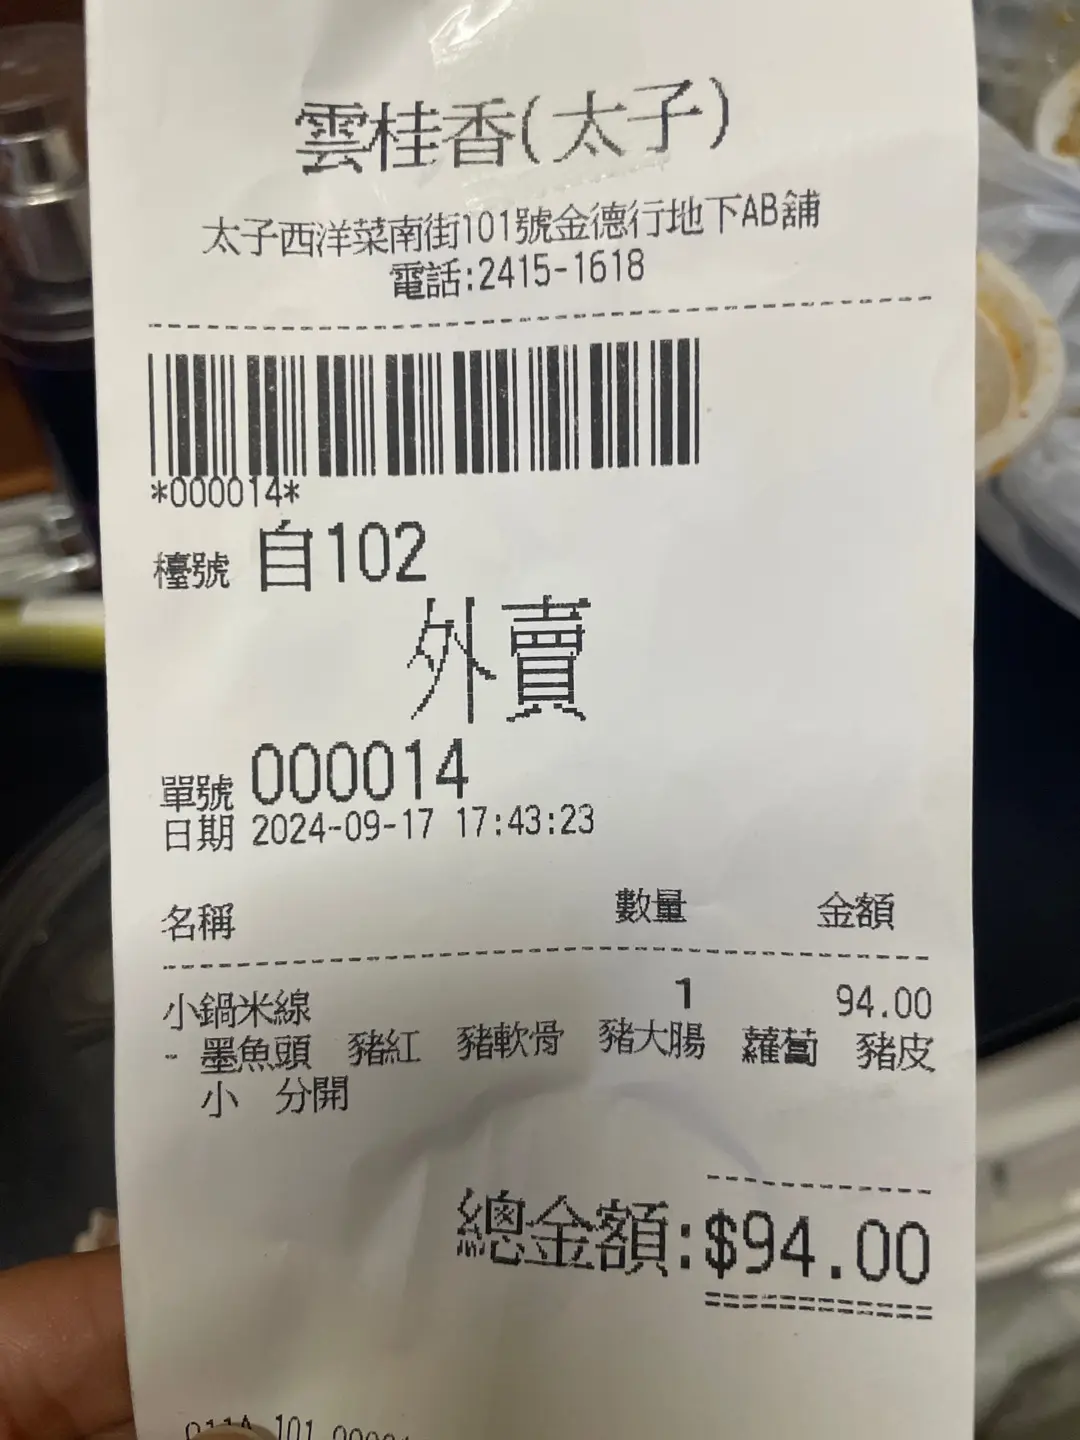 雲桂香(太子)
太子西洋菜南街101號金德行地下AB舖
電話:2415-1618
*000014*
檯號 自102
外賣
單號 000014
日期 2024-09-17 17:43:23
名稱 數量 金額
小鍋米線 1 94.00
- 墨魚頭 豬紅 豬軟骨 豬大腸 蘿蔔 豬皮
小 分開
總金額:$94.00
101